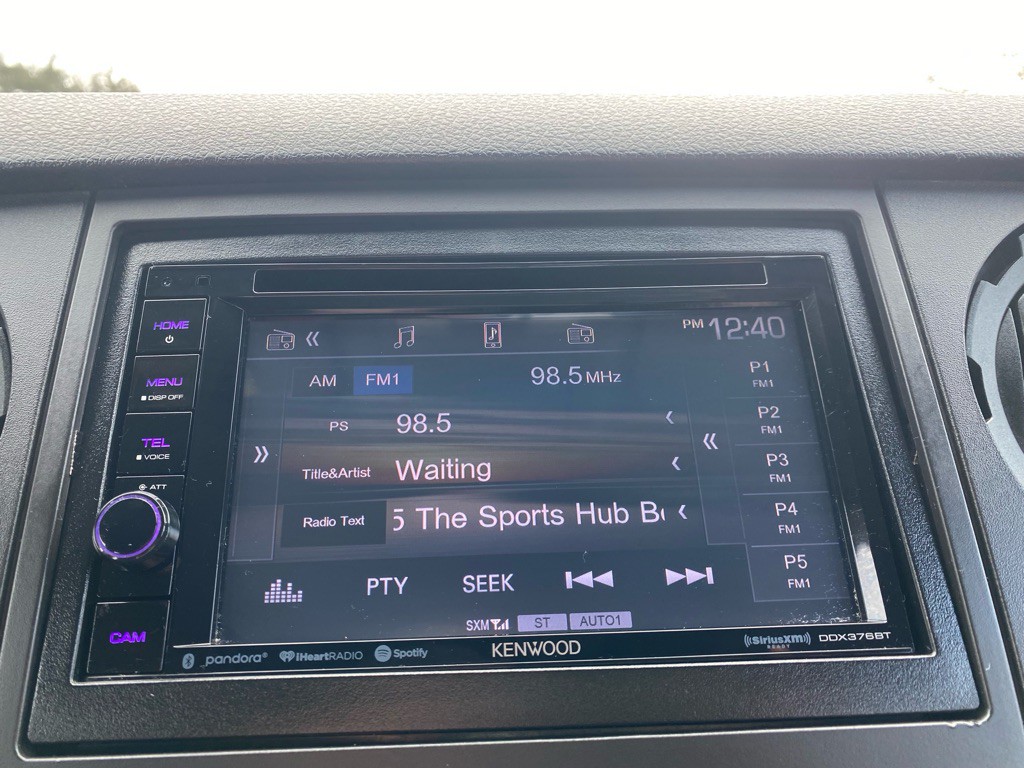 HOME
MENU
DISP OFF
TEL
VOICE
ATT
CAM
PM 12:40
AM FM1 98.5 MHz
PS 98.5
Title&Artist Waiting
Radio Text 5 The Sports Hub
P1
FM1
P2
FM1
P3
FM1
P4
FM1
P5
FM1
PTY SEEK
SXM ST AUTO1
pandora® iHeartRADIO Spotify KENWOOD ((SiriusXM)) DDX376BT
READY